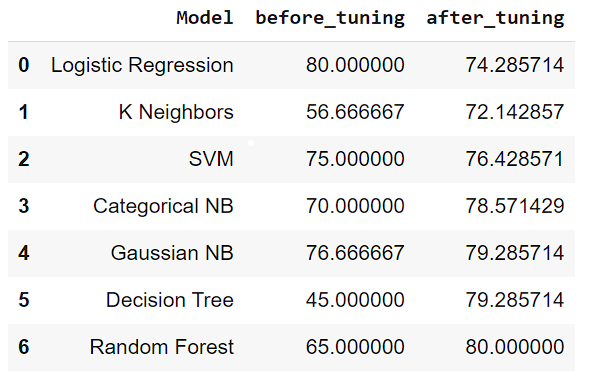 Model before_tuning after_tuning
0 Logistic Regression 80.000000 74.285714
1 K Neighbors 56.666667 72.142857
2 SVM 75.000000 76.428571
3 Categorical NB 70.000000 78.571429
4 Gaussian NB 76.666667 79.285714
5 Decision Tree 45.000000 79.285714
6 Random Forest 65.000000 80.000000